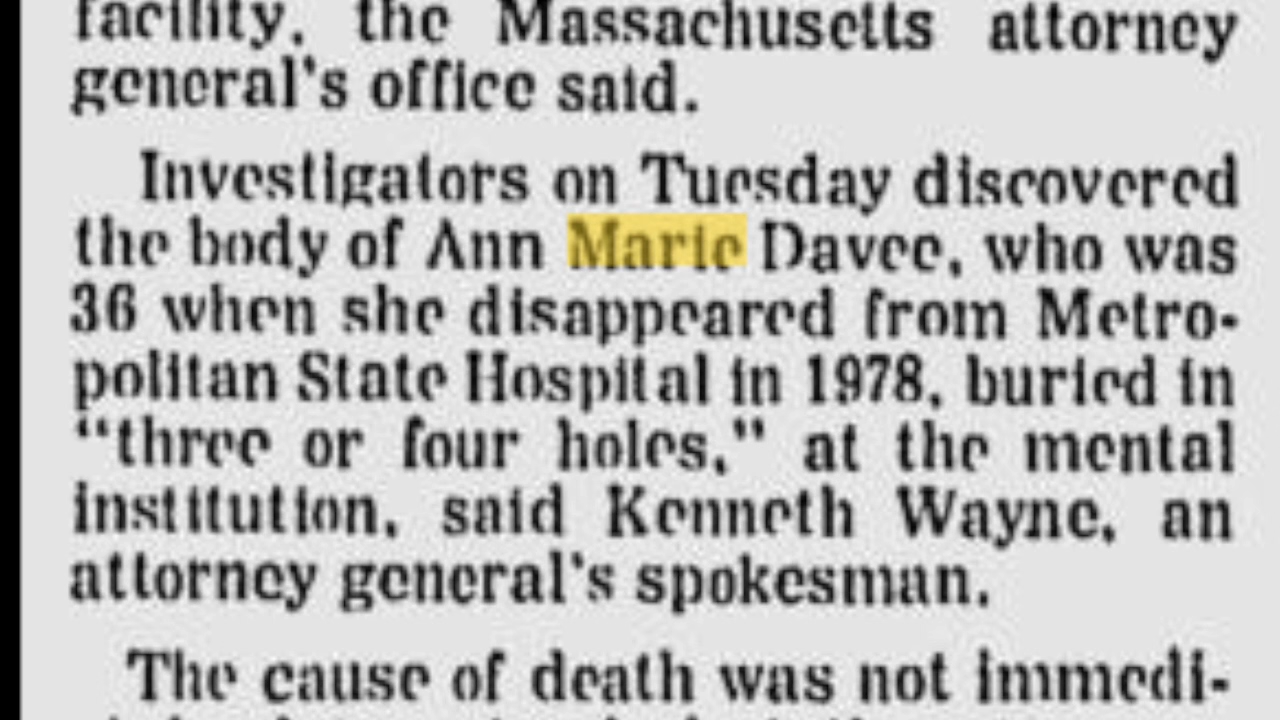 facility, the Massachusetts attorney
general's office said.
Investigators on Tuesday discovered
the body of Ann Marie Davee, who was
36 when she disappeared from Metro-
politan State Hospital in 1978, buried in
"three or four holes," at the mental
institution, said Kenneth Wayne, an
attorney general's spokesman.
The cause of death was not immedi-